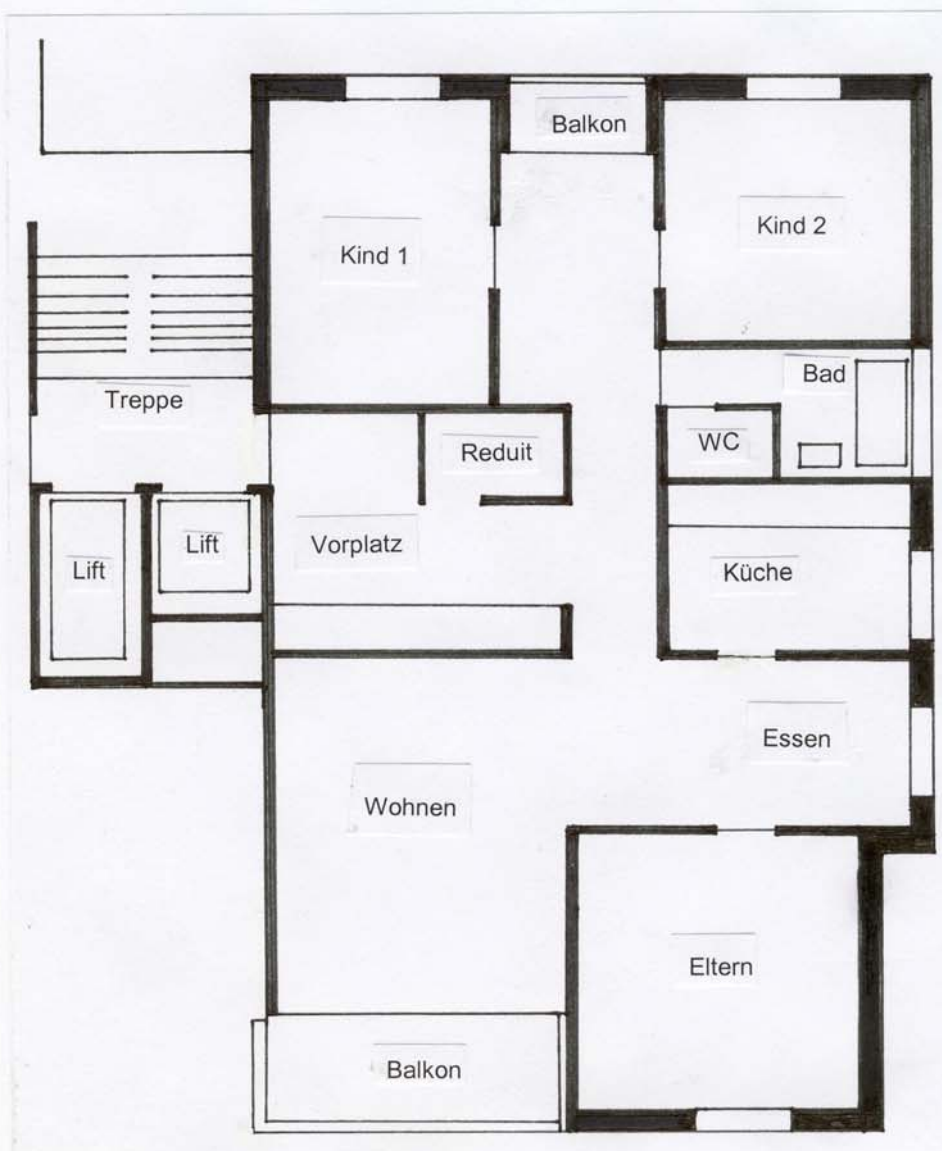 Balkon
Kind 1
Kind 2
Treppe
Bad
WC
Reduit
Lift
Lift
Vorplatz
Küche
Essen
Wohnen
Eltern
Balkon